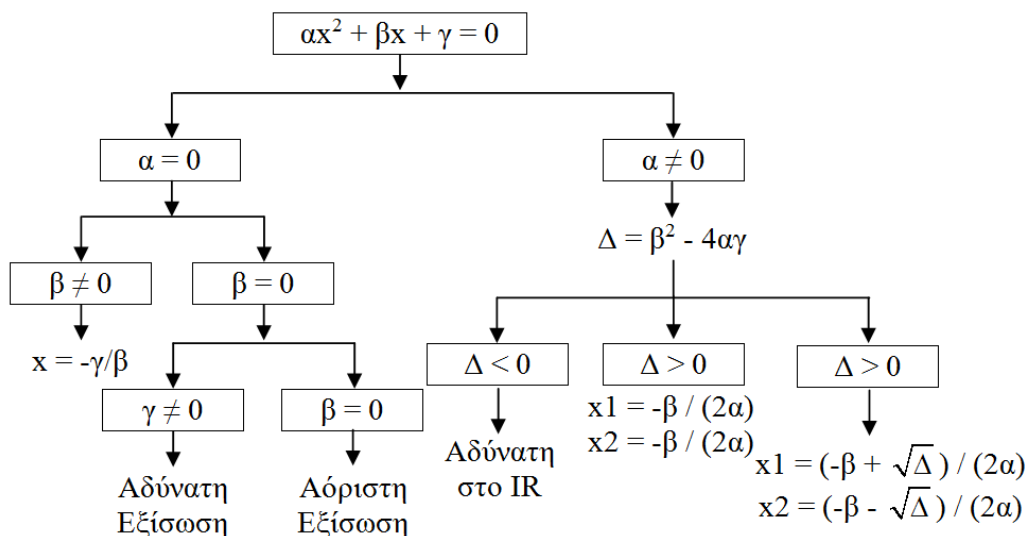 αx² + βx + γ = 0
α = 0
α ≠ 0
Δ = β² - 4αγ
β ≠ 0
β = 0
x = -γ/β
Δ < 0
Δ > 0
Δ > 0
γ ≠ 0
β = 0
x1 = -β / (2α)
x2 = -β / (2α)
Αδύνατη
στο IR
x1 = (-β + √Δ ) / (2α)
x2 = (-β - √Δ ) / (2α)
Αδύνατη
Εξίσωση
Αόριστη
Εξίσωση